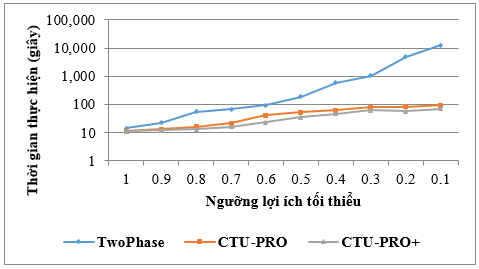 Thời gian thực hiện (giây)
100,000
10,000
1,000
100
10
1
1 0.9 0.8 0.7 0.6 0.5 0.4 0.3 0.2 0.1
Ngưỡng lợi ích tối thiểu
TwoPhase CTU-PRO CTU-PRO+